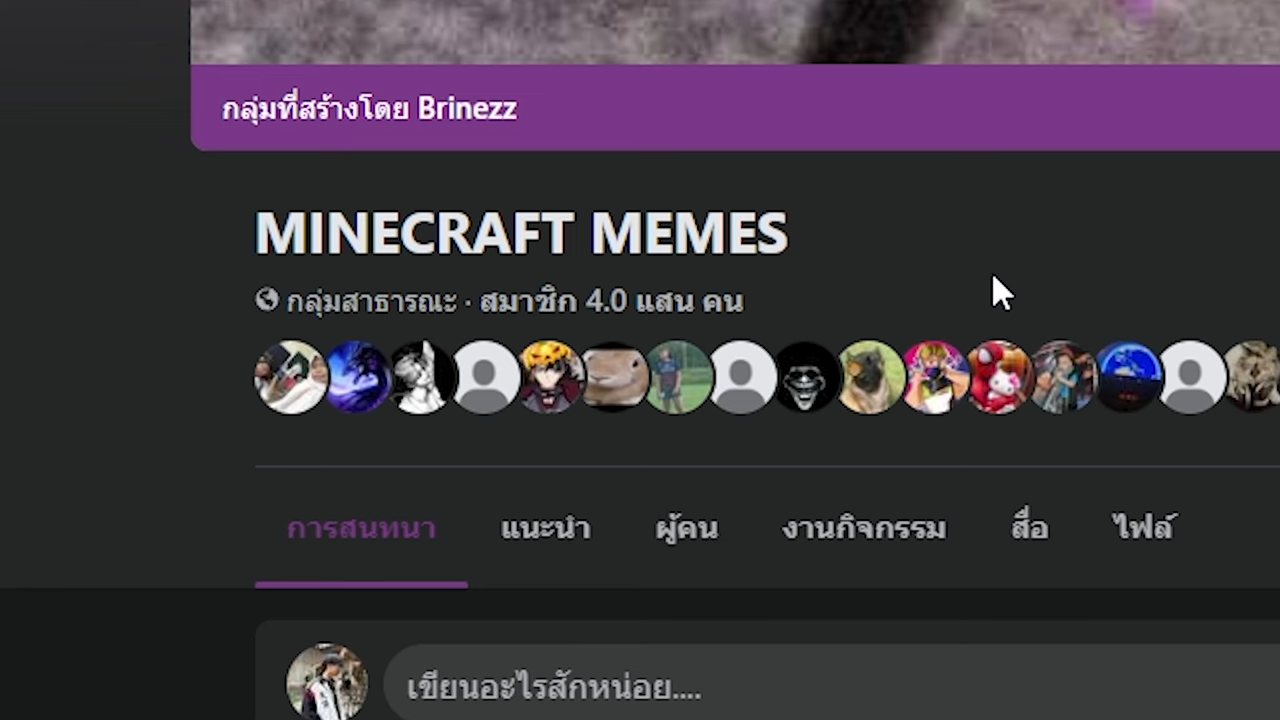 กลุ่มที่สร้างโดย Brinezz
MINECRAFT MEMES
กลุ่มสาธารณะ · สมาชิก 4.0 แสน คน
การสนทนา แนะนำ ผู้คน งานกิจกรรม สื่อ ไฟล์
เขียนอะไรสักหน่อย....